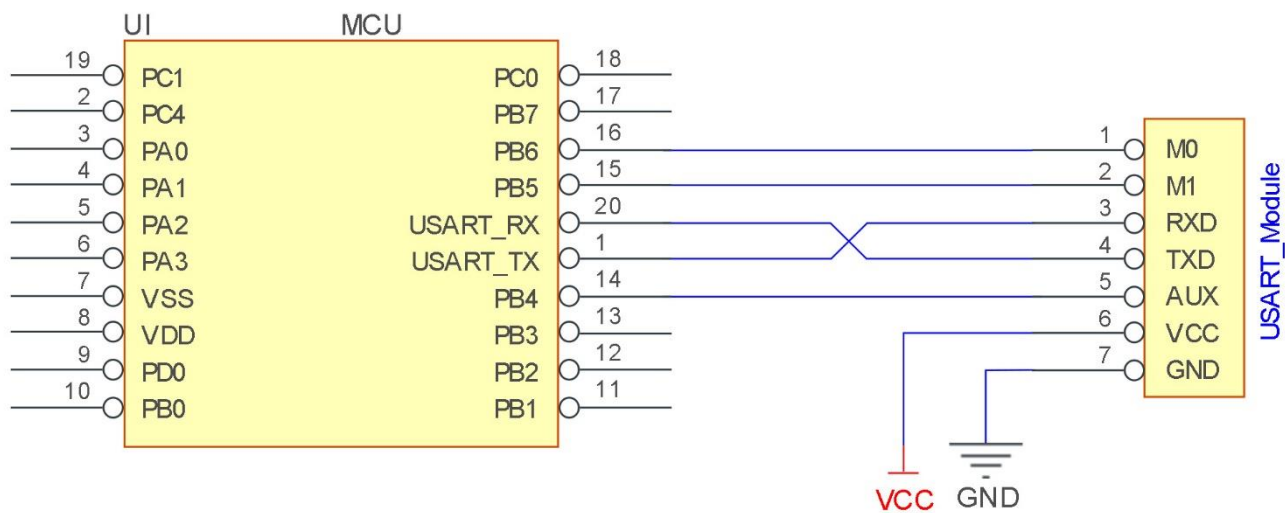 UI MCU
19 PC1 PC0 18
2 PC4 PB7 17
3 PA0 PB6 16 1 M0
4 PA1 PB5 15 2 M1
5 PA2 USART_RX 20 3 RXD
6 PA3 USART_TX 1 4 TXD
7 VSS PB4 14 5 AUX
8 VDD PB3 13 6 VCC
9 PD0 PB2 12 7 GND
10 PB0 PB1 11
USART_Module
VCC GND